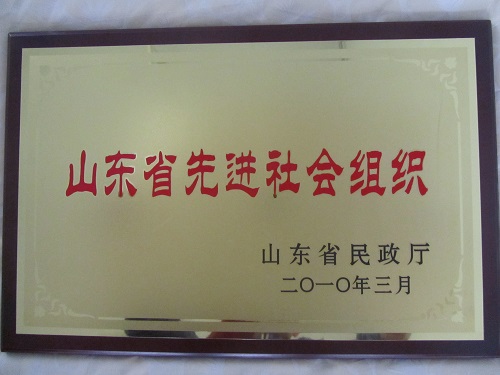 山东省先进社会组织
山东省民政厅
二〇一〇年三月